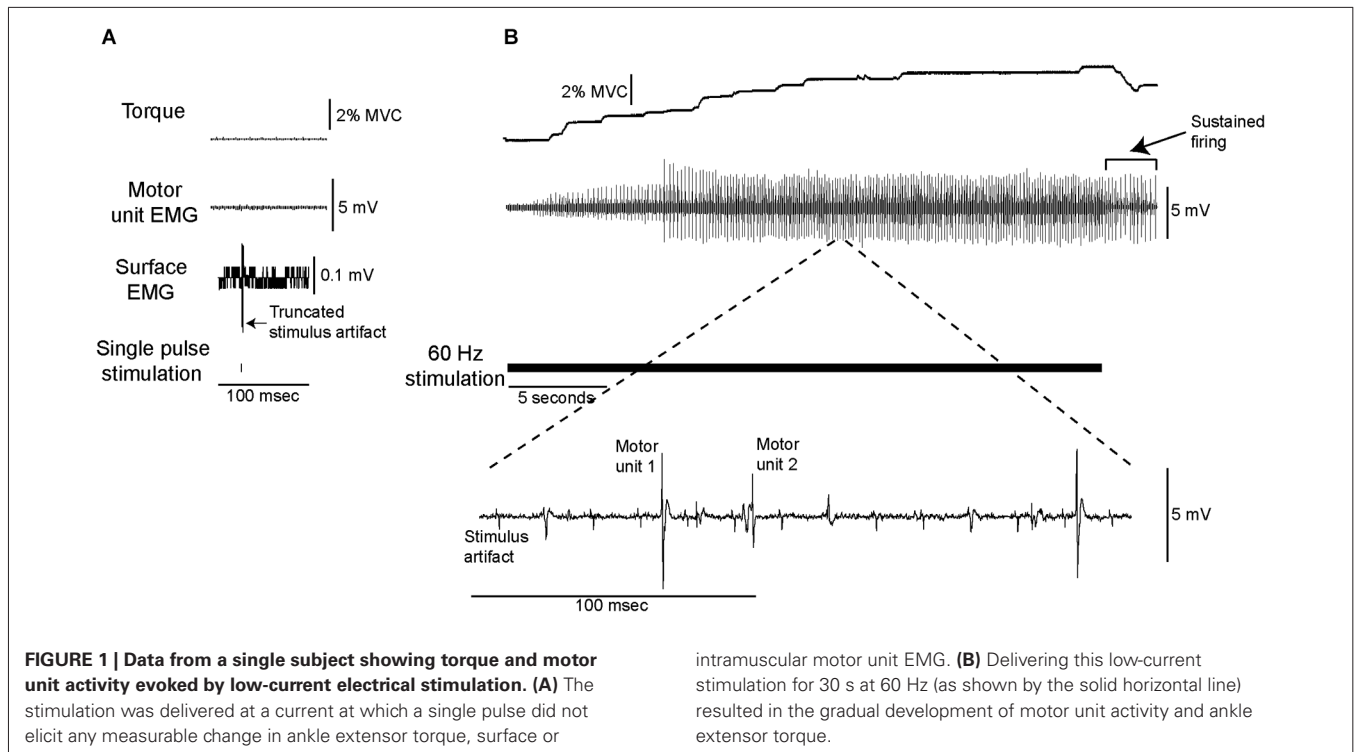 A
B
Torque
2% MVC
2% MVC
Sustained
firing
Motor
unit EMG
5 mV
5 mV
Surface
EMG
0.1 mV
Truncated
stimulus artifact
Single pulse
stimulation
100 msec
60 Hz
stimulation
5 seconds
Motor
unit 1
Motor
unit 2
Stimulus
artifact
5 mV
100 msec
FIGURE 1 | Data from a single subject showing torque and motor
unit activity evoked by low-current electrical stimulation. (A) The
stimulation was delivered at a current at which a single pulse did not
elicit any measurable change in ankle extensor torque, surface or
intramuscular motor unit EMG. (B) Delivering this low-current
stimulation for 30 s at 60 Hz (as shown by the solid horizontal line)
resulted in the gradual development of motor unit activity and ankle
extensor torque.